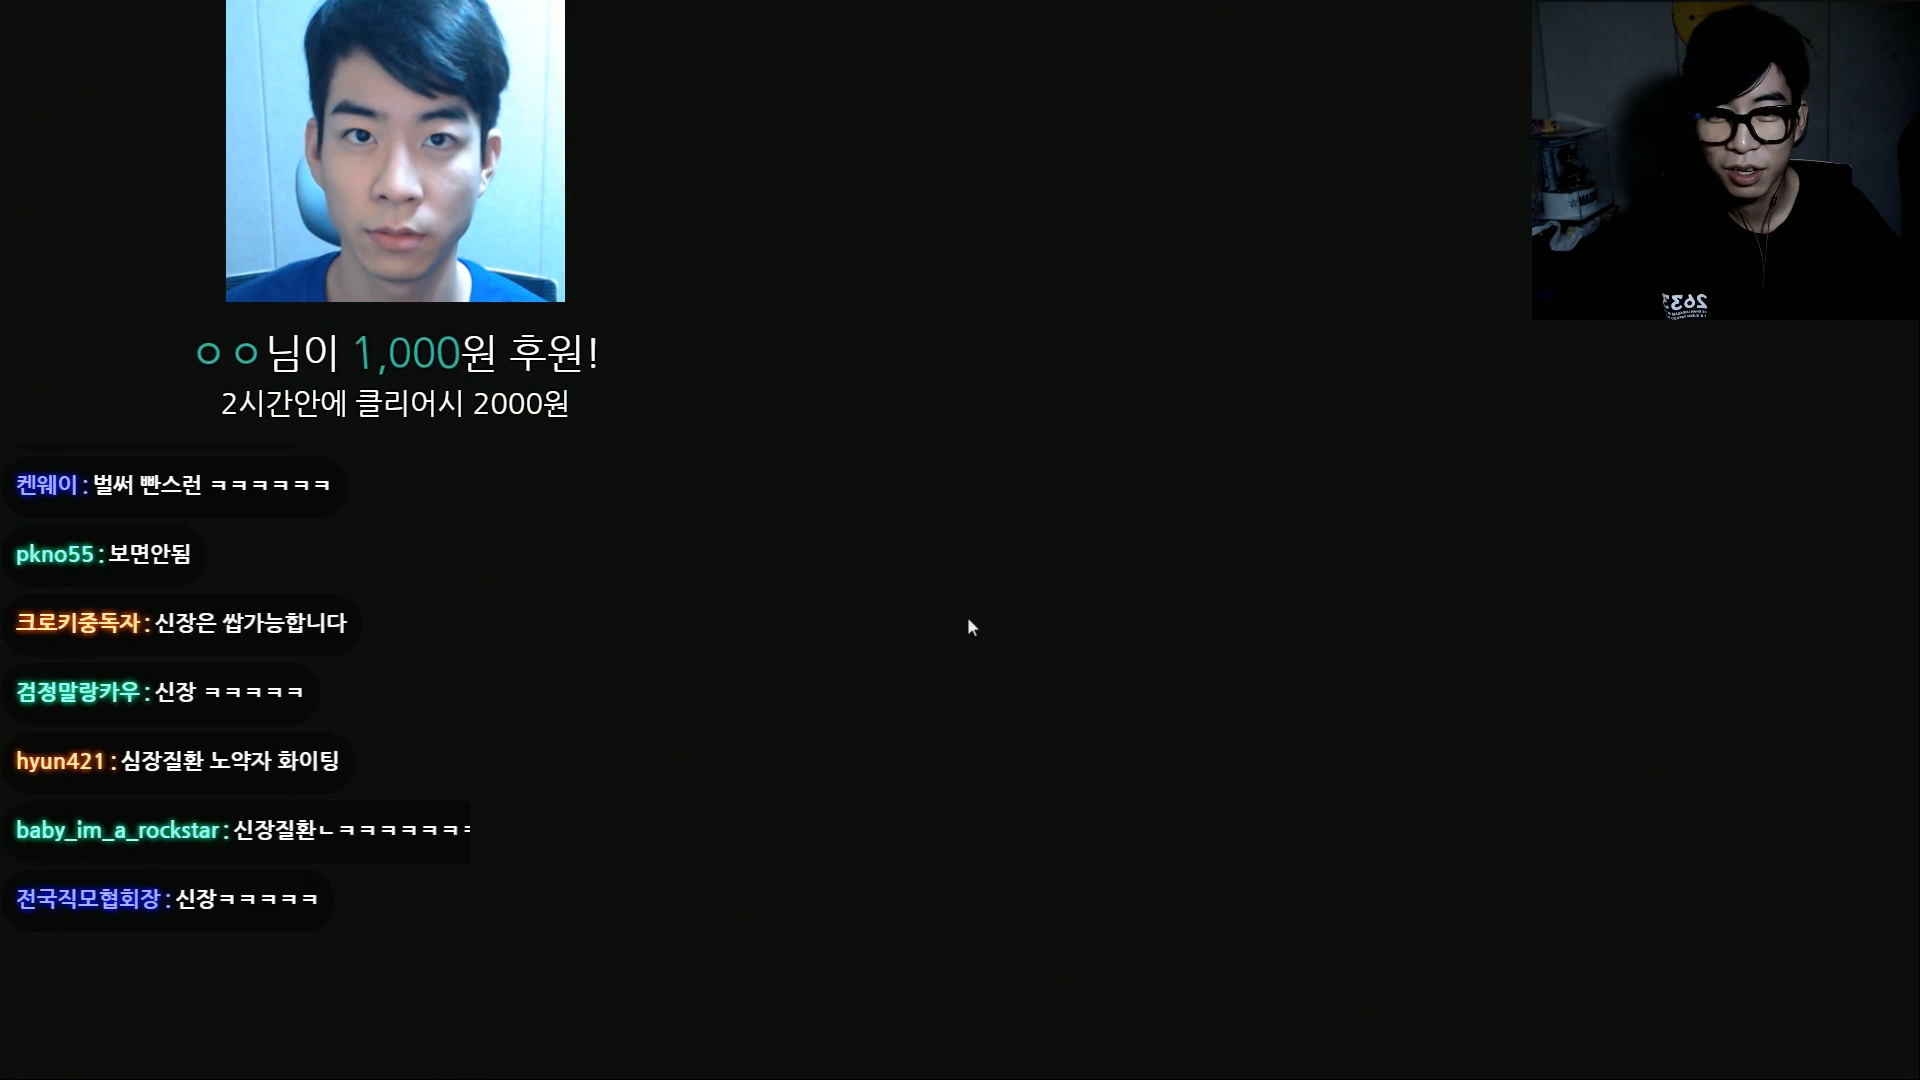 ㅇㅇ님이 1,000원 후원!
2시간안에 클리어시 2000원
켄웨이 : 벌써 빤스런 ㅋㅋㅋㅋㅋㅋ
pkno55 : 보면안됨
크로키중독자 : 신장은 쌉가능합니다
검정말랑카우 : 신장 ㅋㅋㅋㅋㅋ
hyun421 : 심장질환 노약자 화이팅
baby_im_a_rockstar : 신장질환ㄴㅋㅋㅋㅋㅋㅋㅋ
전국직모협회장 : 신장ㅋㅋㅋㅋㅋ
2633